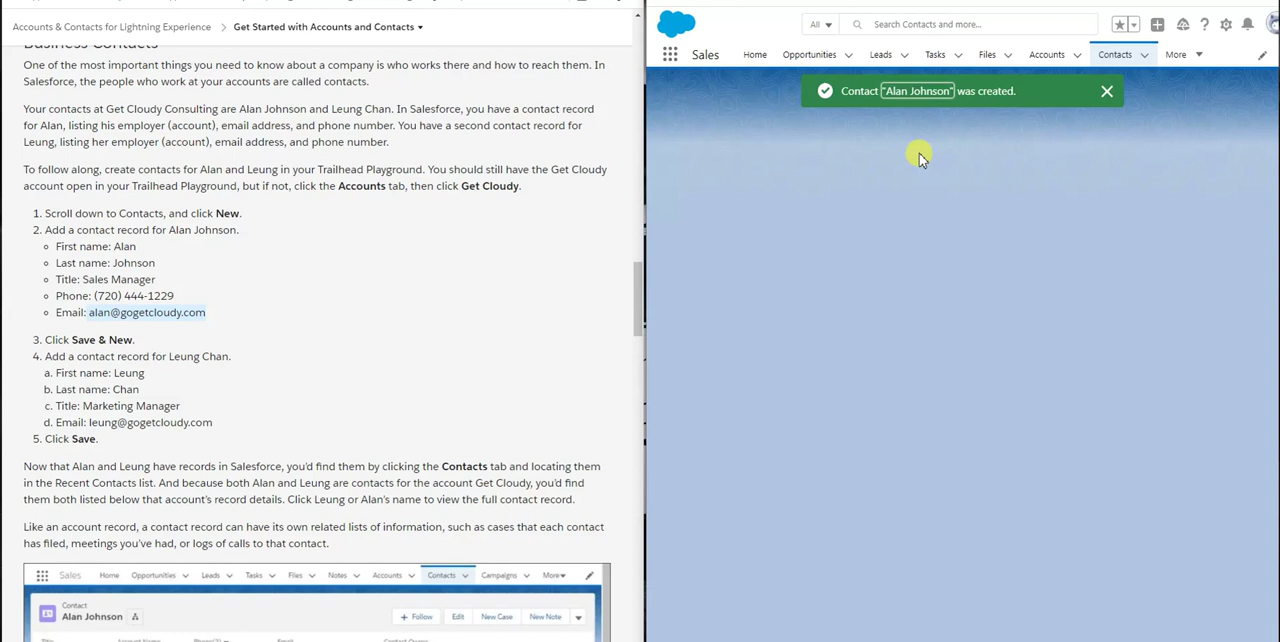 Accounts & Contacts for Lightning Experience
Get Started with Accounts and Contacts
Business Contacts
One of the most important things you need to know about a company is who works there and how to reach them. In
Salesforce, the people who work at your accounts are called contacts.
Your contacts at Get Cloudy Consulting are Alan Johnson and Leung Chan. In Salesforce, you have a contact record
for Alan, listing his employer (account), email address, and phone number. You have a second contact record for
Leung, listing her employer (account), email address, and phone number.
To follow along, create contacts for Alan and Leung in your Trailhead Playground. You should still have the Get Cloudy
account open in your Trailhead Playground, but if not, click the Accounts tab, then click Get Cloudy.
1. Scroll down to Contacts, and click New.
2. Add a contact record for Alan Johnson.
First name: Alan
Last name: Johnson
Title: Sales Manager
Phone: (720) 444-1229
Email: alan@gogetcloudy.com
3. Click Save & New.
4. Add a contact record for Leung Chan.
a. First name: Leung
b. Last name: Chan
c. Title: Marketing Manager
d. Email: leung@gogetcloudy.com
5. Click Save.
Now that Alan and Leung have records in Salesforce, you'd find them by clicking the Contacts tab and locating them
in the Recent Contacts list. And because both Alan and Leung are contacts for the account Get Cloudy, you'd find
them both listed below that account's record details. Click Leung or Alan's name to view the full contact record.
Like an account record, a contact record can have its own related lists of information, such as cases that each contact
has filed, meetings you've had, or logs of calls to that contact.
Sales Home Opportunities Leads Tasks Files Notes Accounts Contacts Campaigns More
Contact
Alan Johnson
+ Follow Edit New Case New Note
Title Account Name Phone(2) Email Contact Owner
All Search Contacts and more...
Sales Home Opportunities Leads Tasks Files Accounts Contacts More
Contact "Alan Johnson" was created.